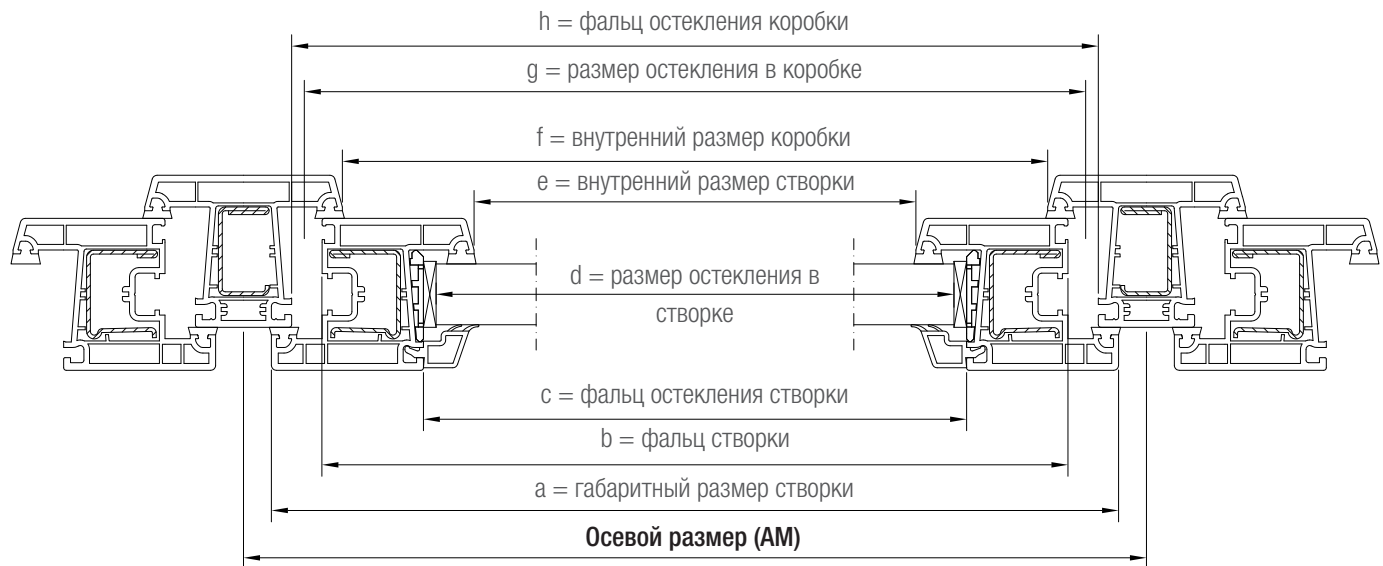 h = фальц остекления коробки
g = размер остекления в коробке
f = внутренний размер коробки
e = внутренний размер створки
d = размер остекления в
створке
c = фальц остекления створки
b = фальц створки
a = габаритный размер створки
Осевой размер (AM)